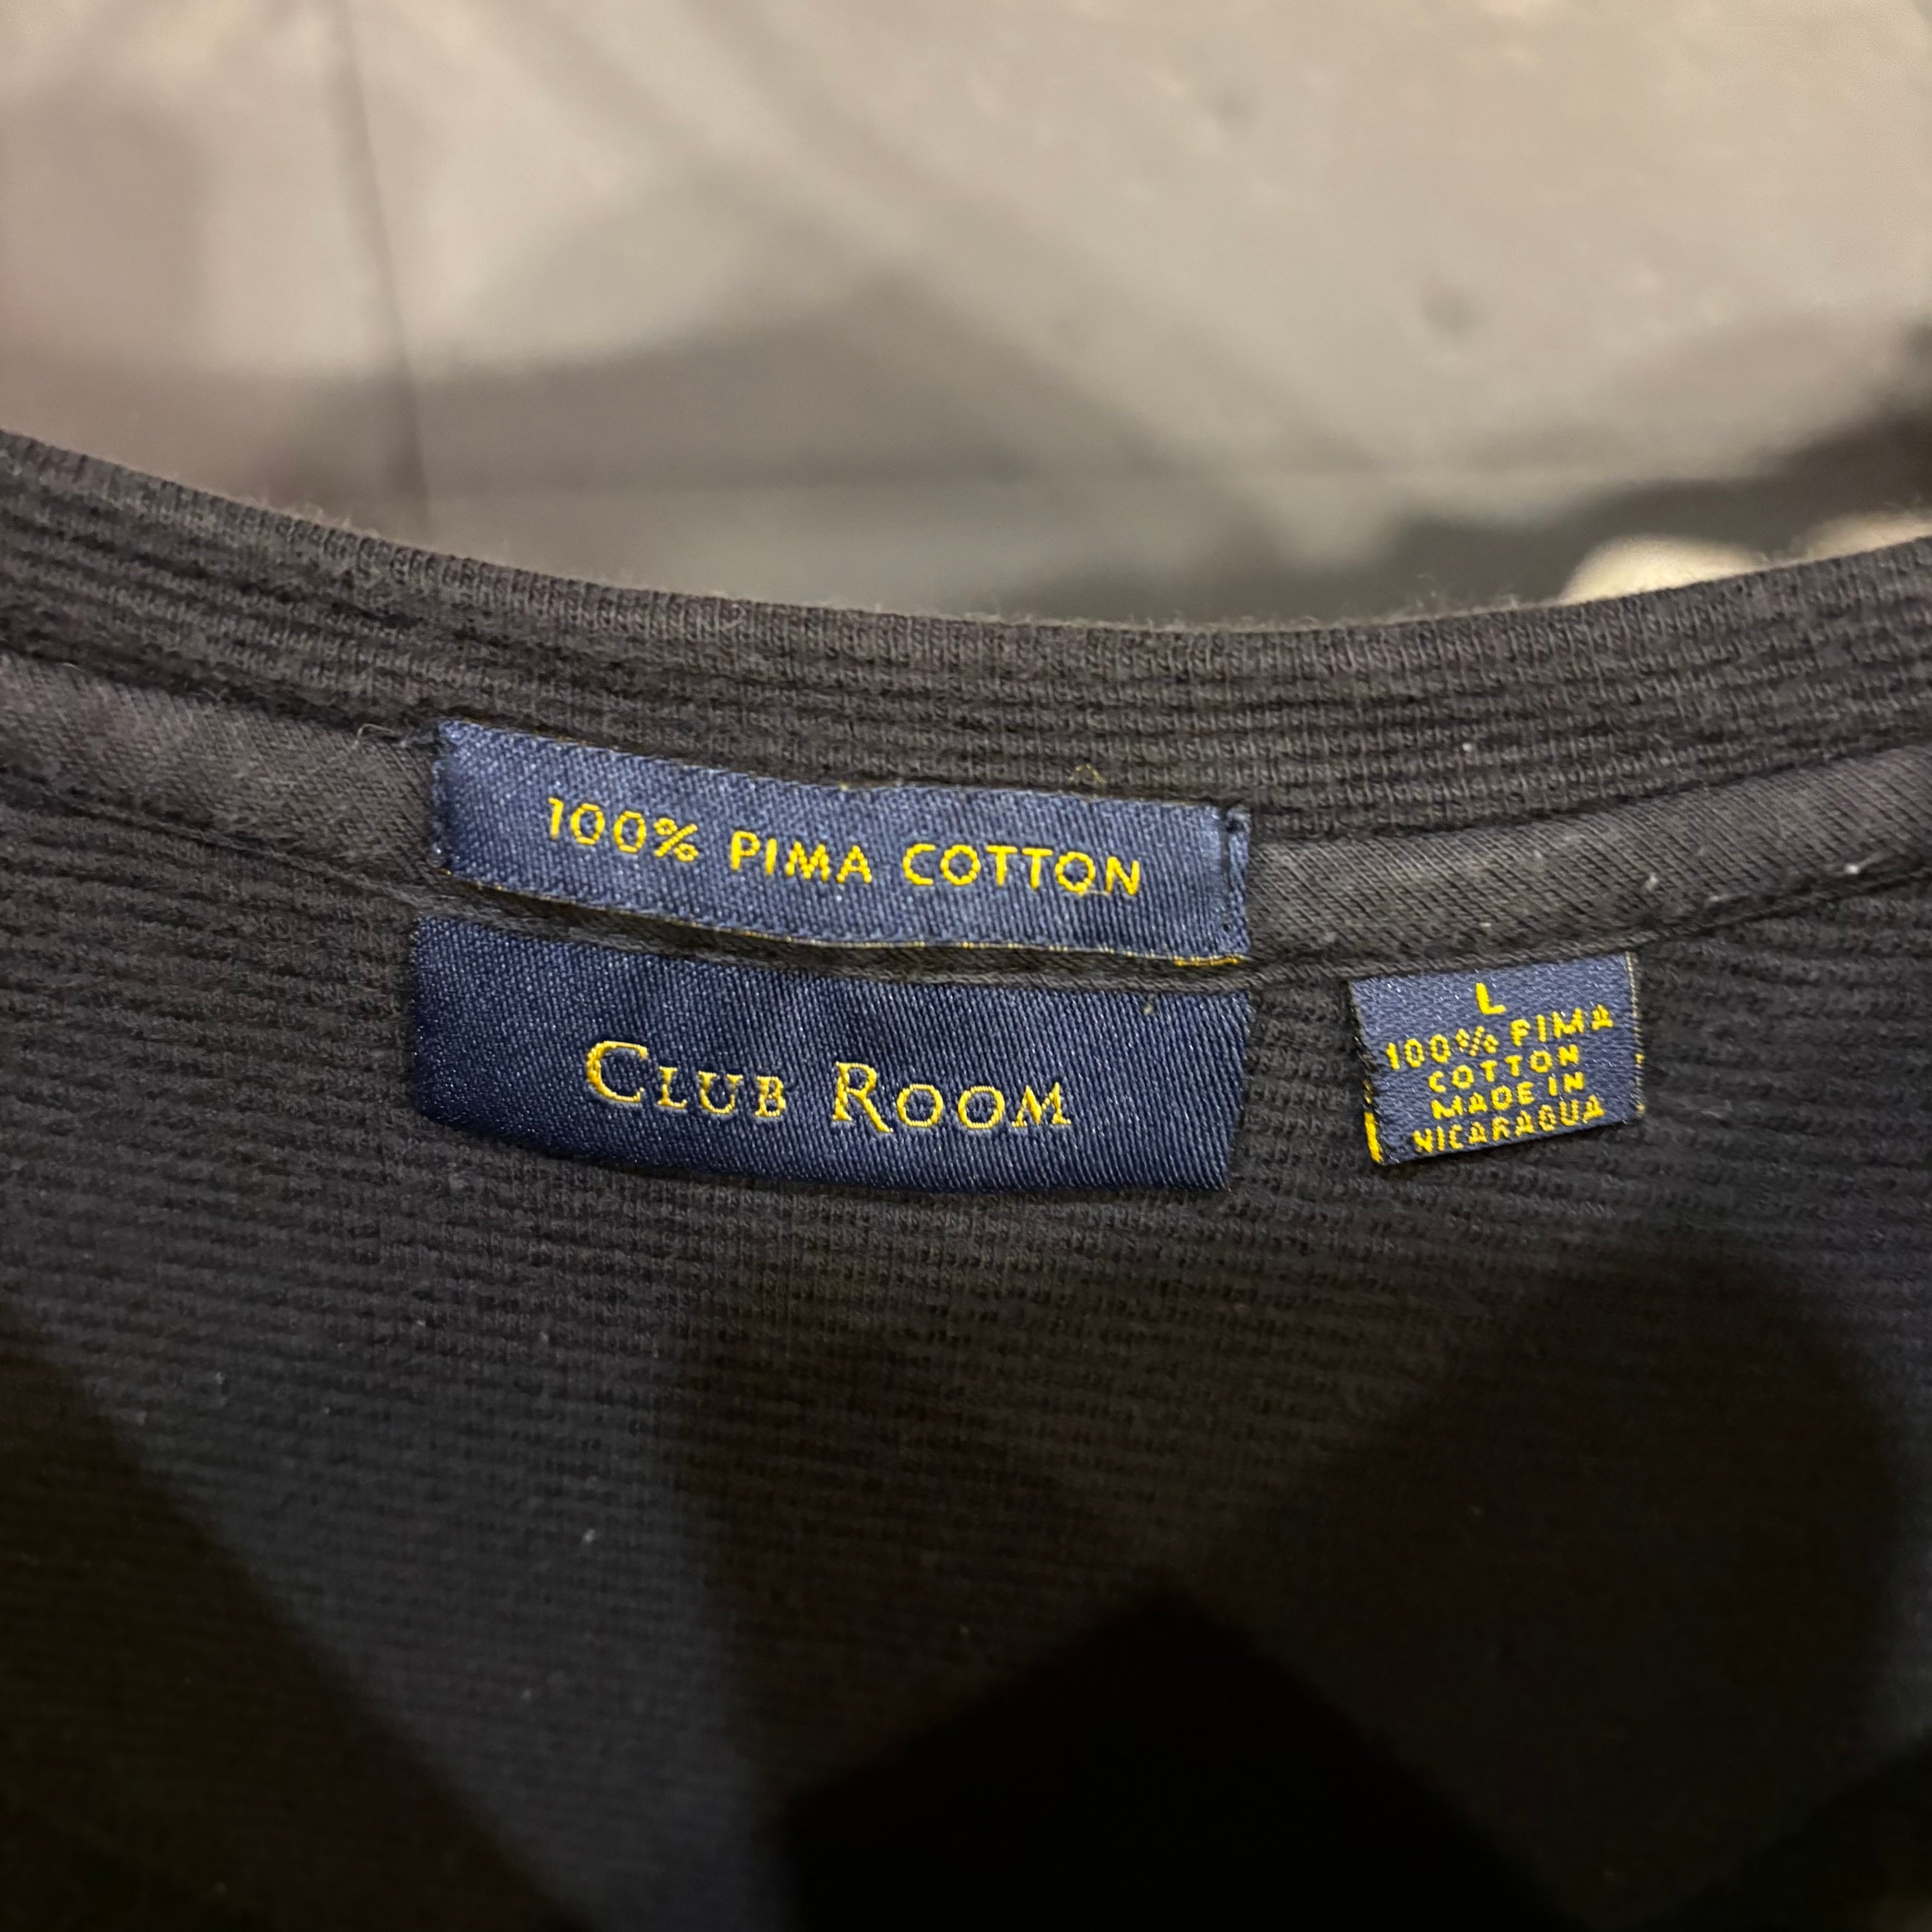 100% PIMA COTTON
CLUB ROOM
L
100% PIMA
COTTON
MADE IN
NICARAGUA